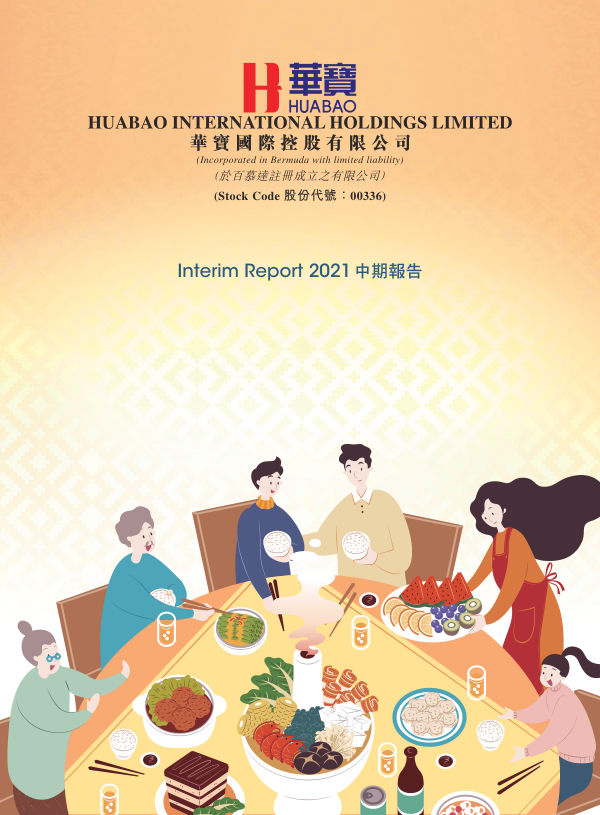 華寶
HUABAO
HUABAO INTERNATIONAL HOLDINGS LIMITED
華寶國際控股有限公司
(Incorporated in Bermuda with limited liability)
(於百慕達註冊成立之有限公司)
(Stock Code 股份代號：00336)
Interim Report 2021 中期報告